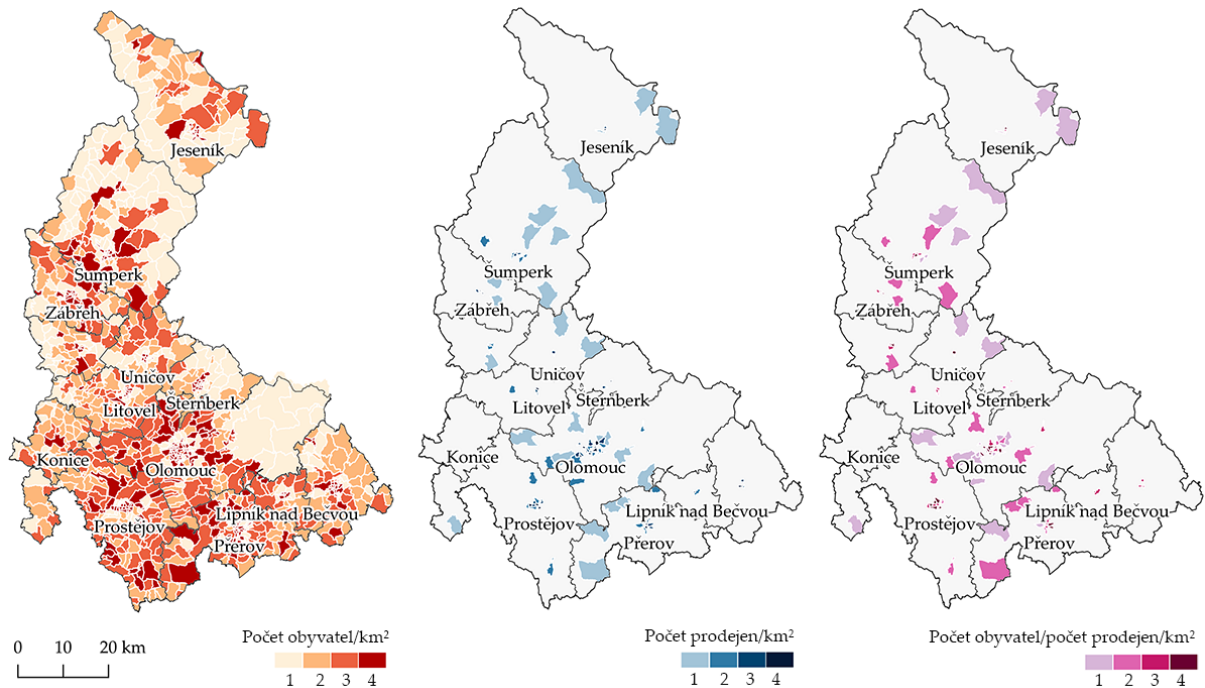 Jeseník
Šumperk
Zábřeh
Uničov
Litovel
Šternberk
Konice
Olomouc
Prostějov
Lipník nad Bečvou
Přerov
0 10 20 km
Počet obyvatel/km²
1 2 3 4
Jeseník
Šumperk
Zábřeh
Uničov
Litovel
Šternberk
Konice
Olomouc
Prostějov
Lipník nad Bečvou
Přerov
Počet prodejen/km²
1 2 3 4
Jeseník
Šumperk
Zábřeh
Uničov
Litovel
Šternberk
Konice
Olomouc
Prostějov
Lipník nad Bečvou
Přerov
Počet obyvatel/počet prodejen/km²
1 2 3 4